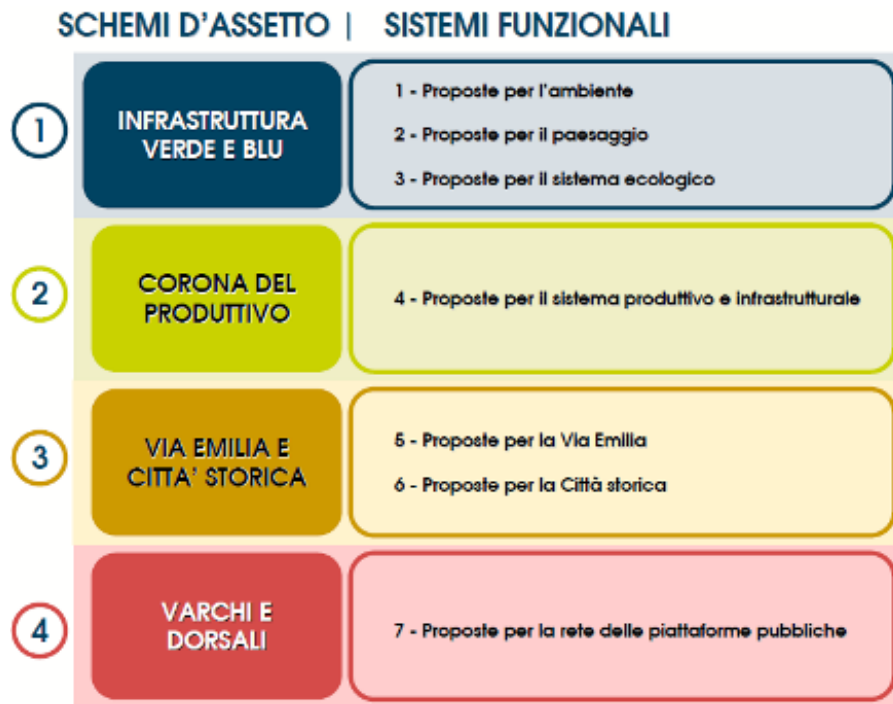 SCHEMI D'ASSETTO | SISTEMI FUNZIONALI
1
INFRASTRUTTURA
VERDE E BLU
1 - Proposte per l'ambiente
2 - Proposte per il paesaggio
3 - Proposte per il sistema ecologico
2
CORONA DEL
PRODUTTIVO
4 - Proposte per il sistema produttivo e infrastrutturale
3
VIA EMILIA E
CITTA' STORICA
5 - Proposte per la Via Emilia
6 - Proposte per la Città storica
4
VARCHI E
DORSALI
7 - Proposte per la rete delle piattaforme pubbliche